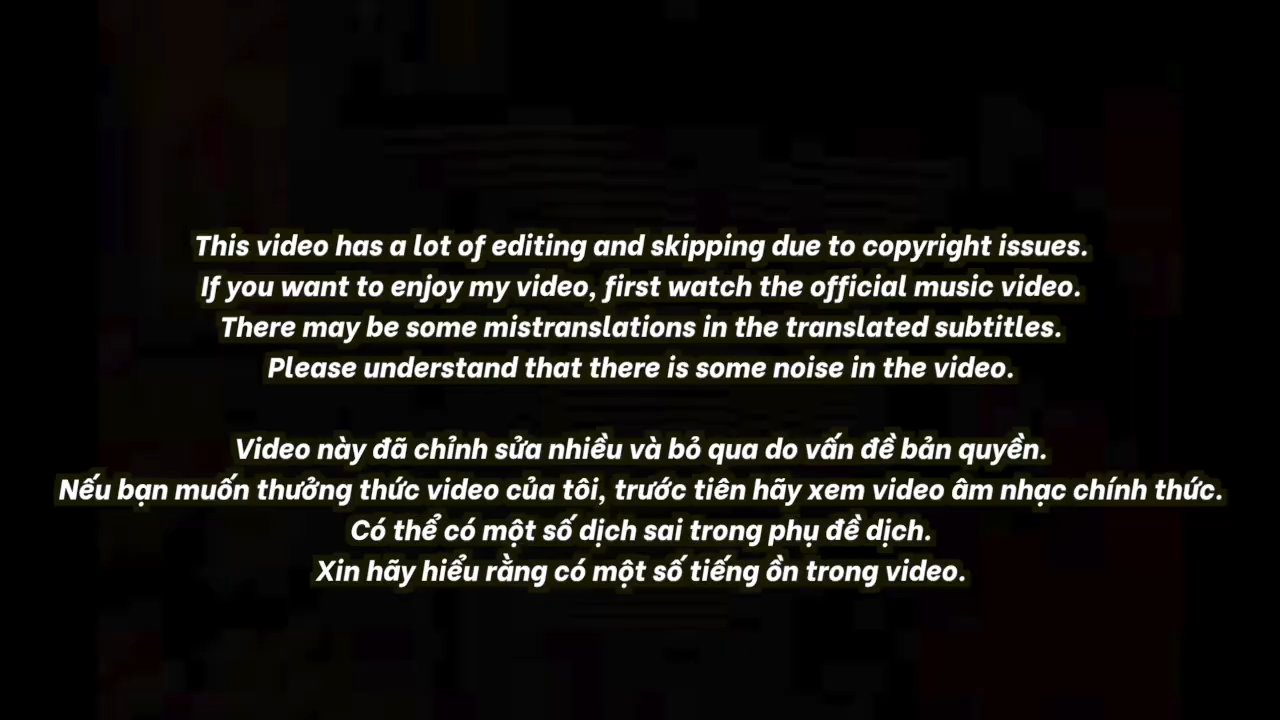 This video has a lot of editing and skipping due to copyright issues.
If you want to enjoy my video, first watch the official music video.
There may be some mistranslations in the translated subtitles.
Please understand that there is some noise in the video.
Video này đã chỉnh sửa nhiều và bỏ qua do vấn đề bản quyền.
Nếu bạn muốn thưởng thức video của tôi, trước tiên hãy xem video âm nhạc chính thức.
Có thể có một số dịch sai trong phụ đề dịch.
Xin hãy hiểu rằng có một số tiếng ồn trong video.